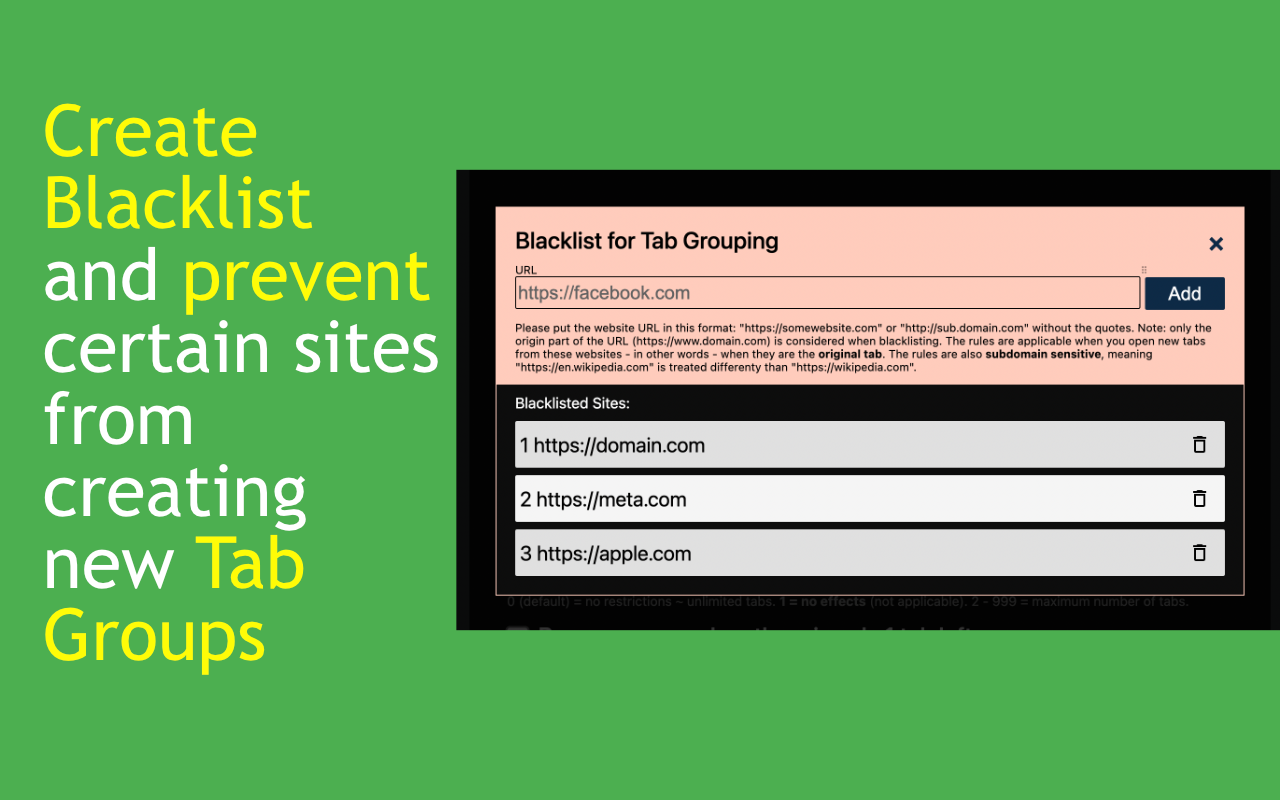 Create
Blacklist
and prevent
certain sites
from
creating
new Tab
Groups
Blacklist for Tab Grouping
URL
https://facebook.com
Add
Please put the website URL in this format: "https://somewebsite.com" or "http://sub.domain.com" without the quotes. Note: only the
origin part of the URL (https://www.domain.com) is considered when blacklisting. The rules are applicable when you open new tabs
from these websites - in other words - when they are the original tab. The rules are also subdomain sensitive, meaning
"https://en.wikipedia.com" is treated differenty than "https://wikipedia.com".
Blacklisted Sites:
1 https://domain.com
2 https://meta.com
3 https://apple.com
0 (default) = no restrictions ~ unlimited tabs. 1 = no effects (not applicable). 2 - 999 = maximum number of tabs.